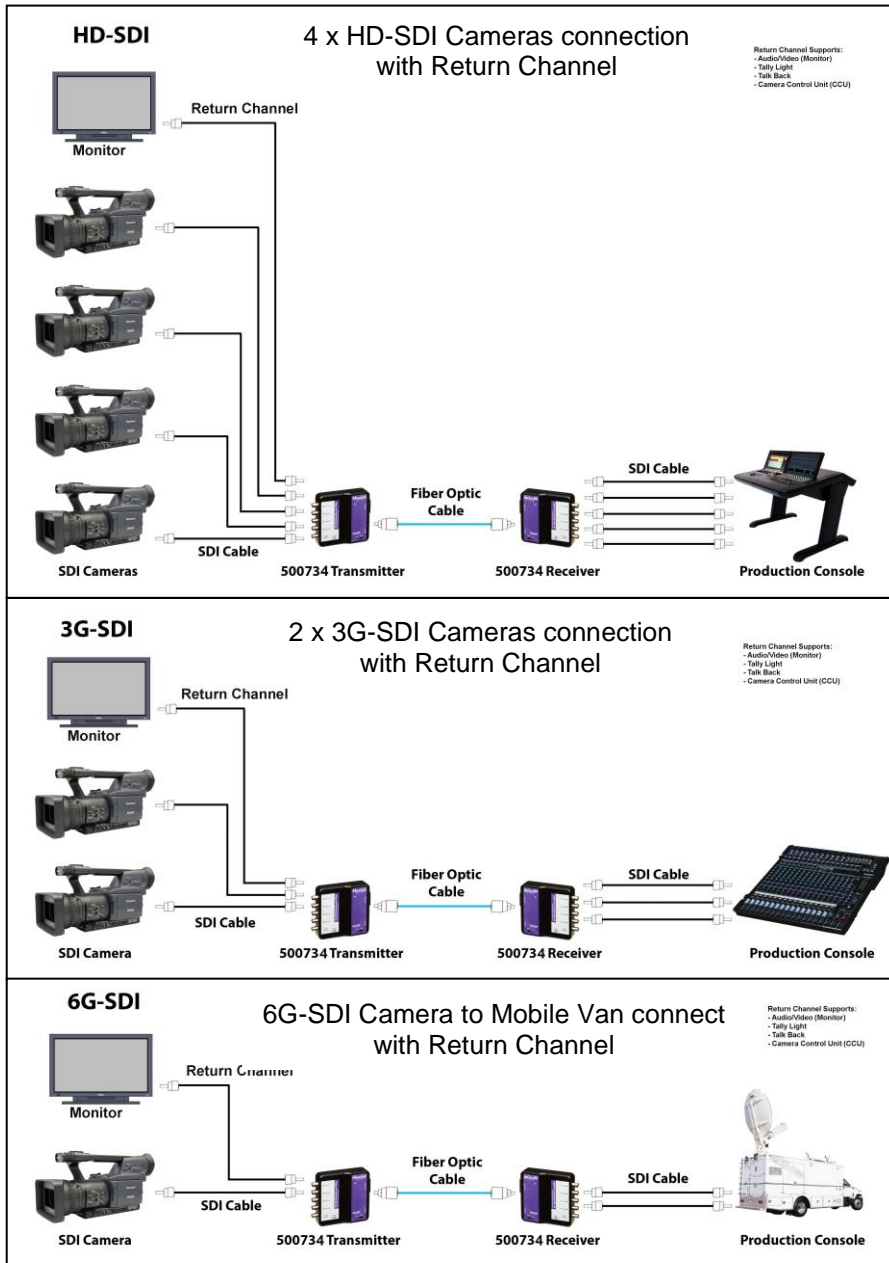 HD-SDI
4 x HD-SDI Cameras connection
with Return Channel
Return Channel Supports:
- Audio/Video (Monitor)
- Tally Light
- Talk Back
- Camera Control Unit (CCU)
Return Channel
Monitor
SDI Cable
Fiber Optic
Cable
SDI Cable
SDI Cameras
500734 Transmitter
500734 Receiver
Production Console
3G-SDI
2 x 3G-SDI Cameras connection
with Return Channel
Return Channel Supports:
- Audio/Video (Monitor)
- Tally Light
- Talk Back
- Camera Control Unit (CCU)
Return Channel
Monitor
Fiber Optic
Cable
SDI Cable
SDI Cable
SDI Camera
500734 Transmitter
500734 Receiver
Production Console
6G-SDI
6G-SDI Camera to Mobile Van connect
with Return Channel
Return Channel Supports:
- Audio/Video (Monitor)
- Tally Light
- Talk Back
- Camera Control Unit (CCU)
Return Channel
Monitor
Fiber Optic
Cable
SDI Cable
SDI Cable
SDI Camera
500734 Transmitter
500734 Receiver
Production Console